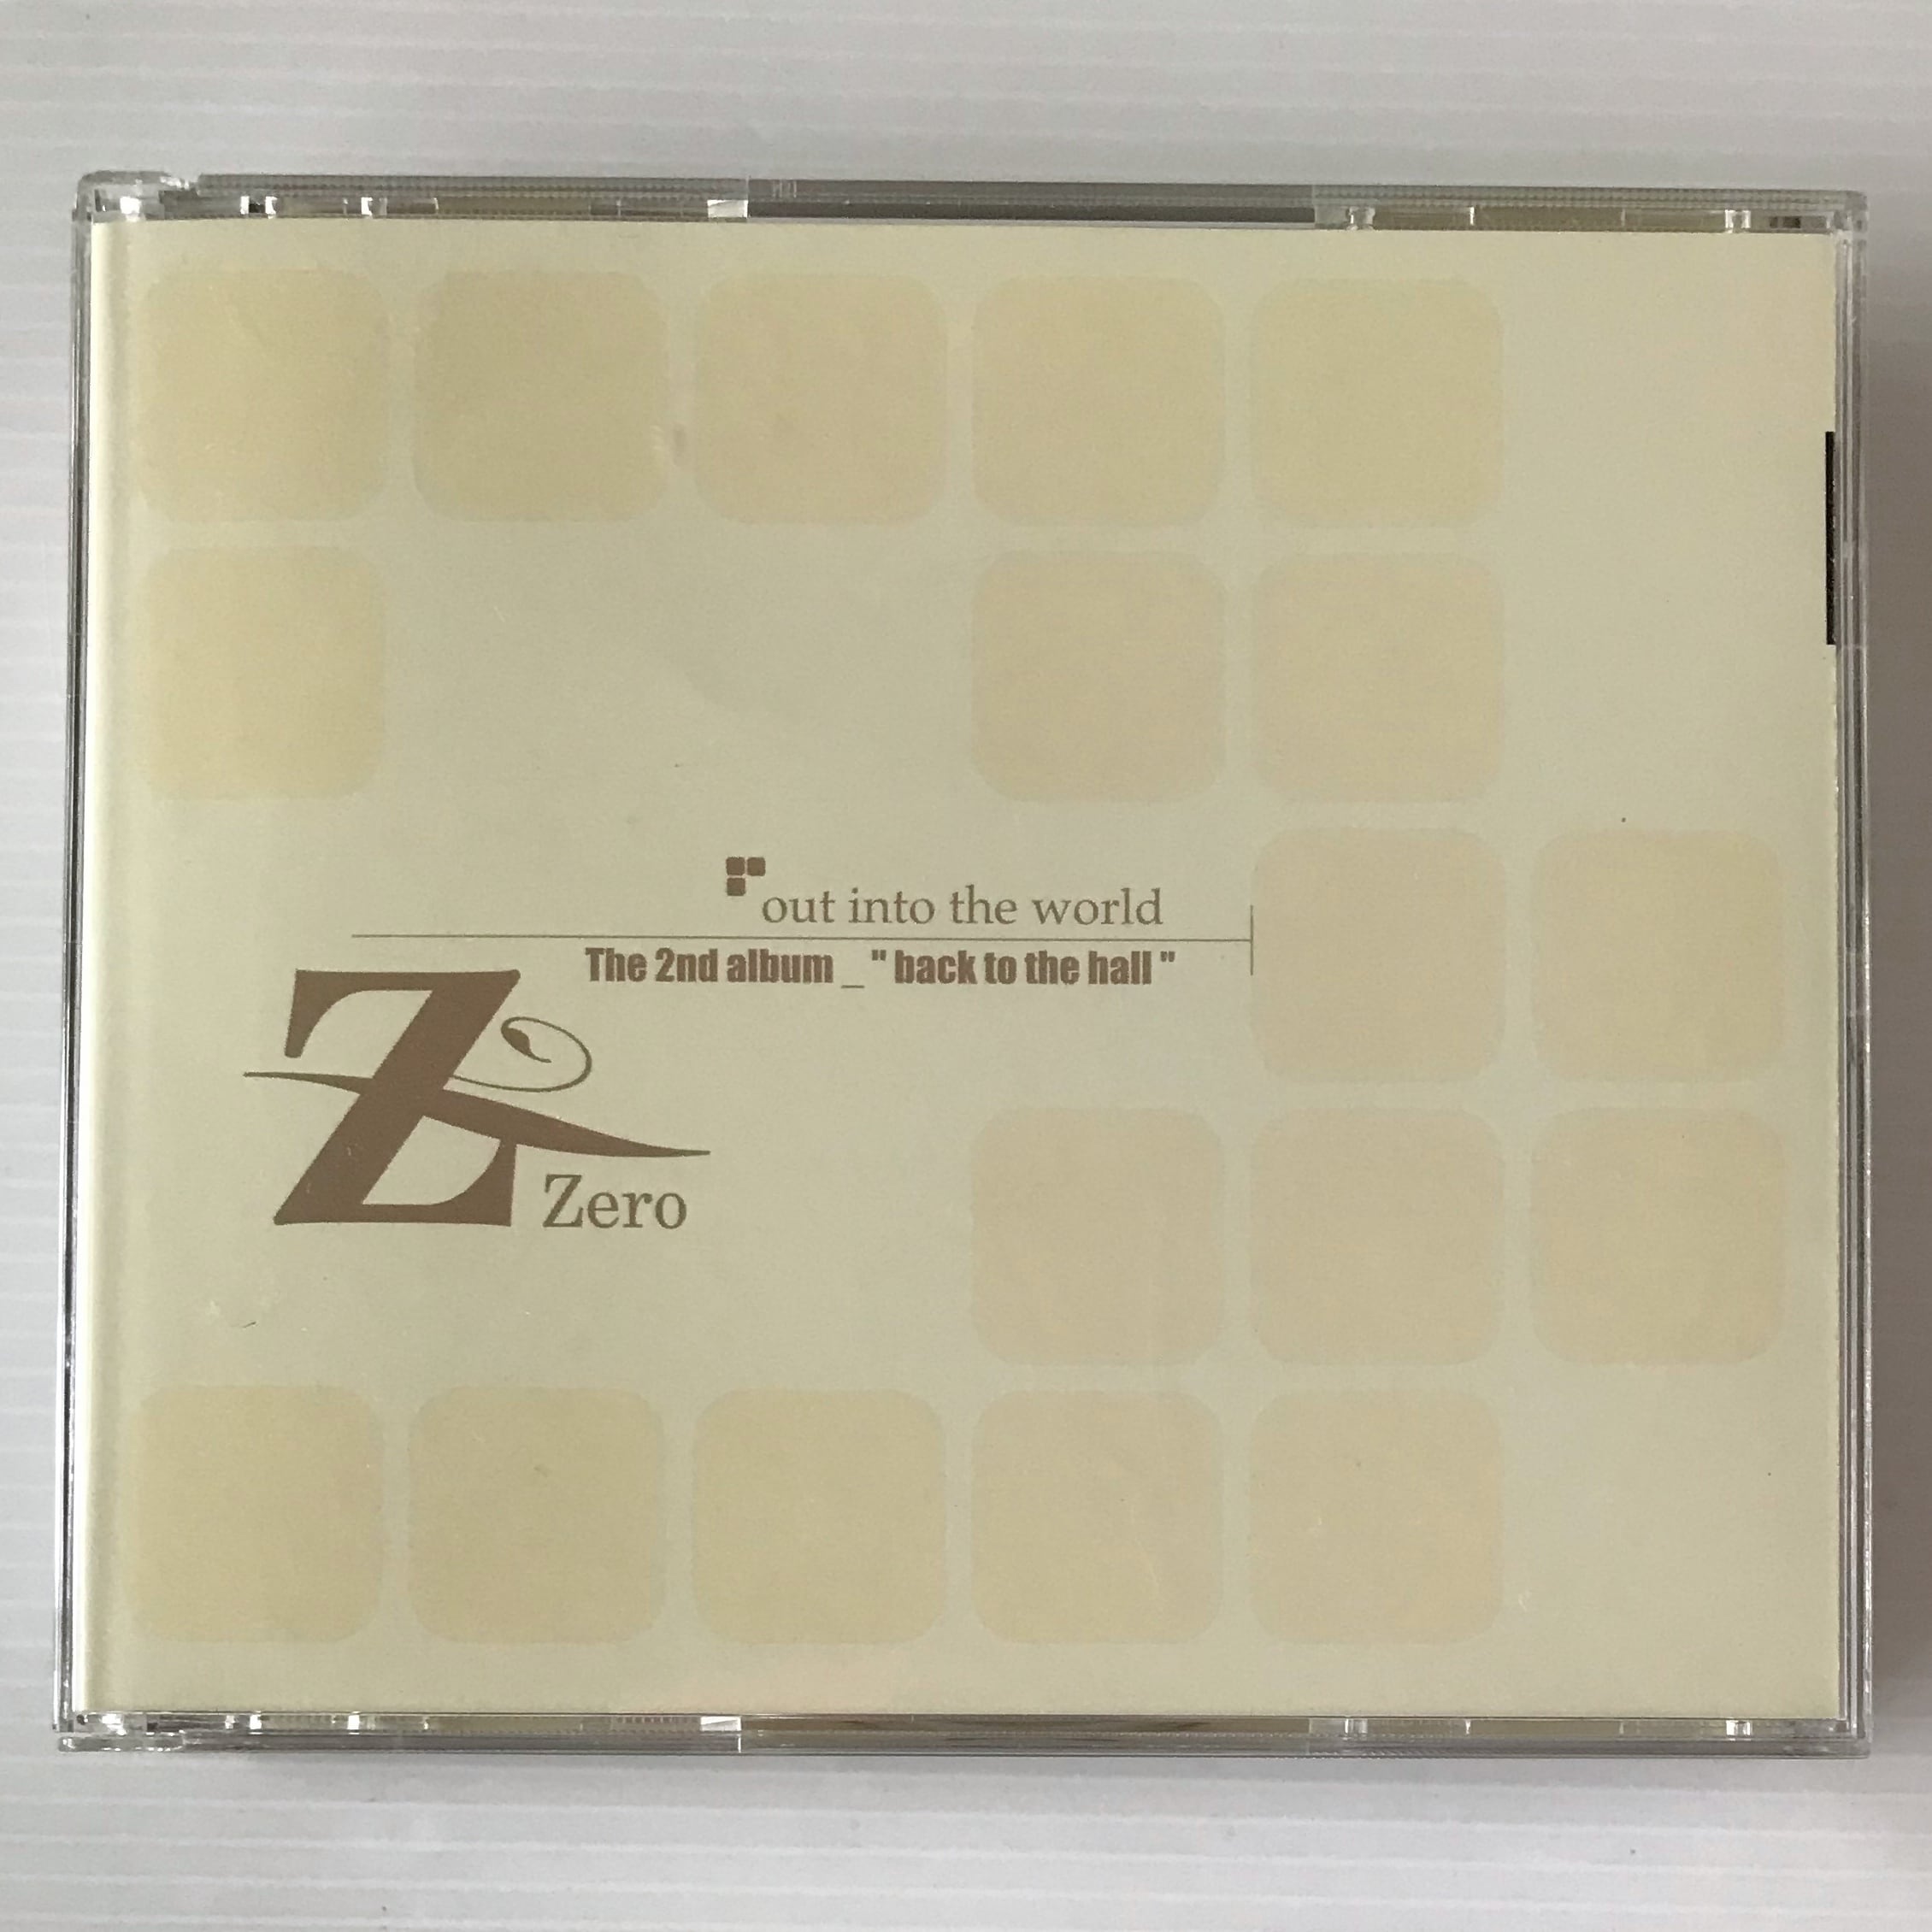 out into the world
The 2nd album _ " back to the hall "
Z
Zero